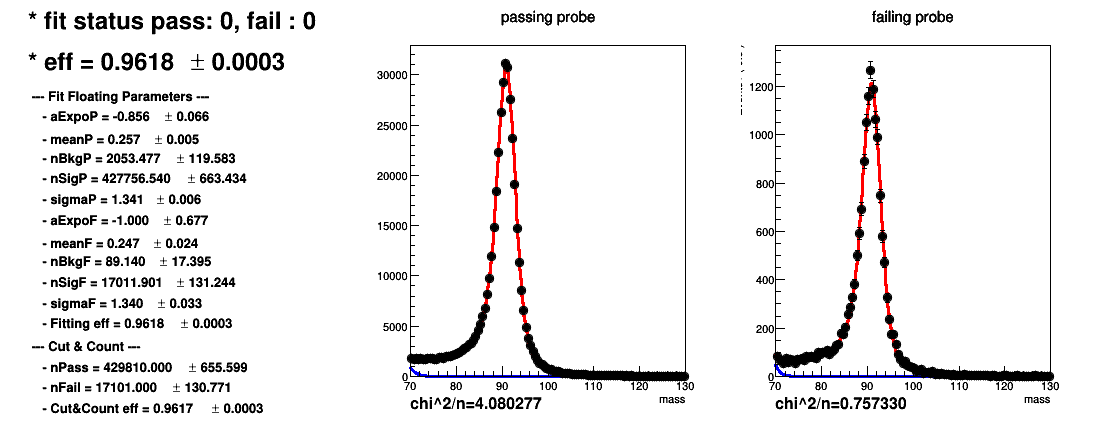 * fit status pass: 0, fail : 0
* eff = 0.9618 ± 0.0003
--- Fit Floating Parameters ---
- aExpoP = -0.856 ± 0.066
- meanP = 0.257 ± 0.005
- nBkgP = 2053.477 ± 119.583
- nSigP = 427756.540 ± 663.434
- sigmaP = 1.341 ± 0.006
- aExpoF = -1.000 ± 0.677
- meanF = 0.247 ± 0.024
- nBkgF = 89.140 ± 17.395
- nSigF = 17011.901 ± 131.244
- sigmaF = 1.340 ± 0.033
- Fitting eff = 0.9618 ± 0.0003
--- Cut & Count ---
- nPass = 429810.000 ± 655.599
- nFail = 17101.000 ± 130.771
- Cut&Count eff = 0.9617 ± 0.0003
passing probe
30000
25000
20000
15000
10000
5000
0
70 80 90 100 110 120 130
mass
chi^2/n=4.080277
failing probe
1200
1000
800
600
400
200
0
70 80 90 100 110 120 130
mass
chi^2/n=0.757330